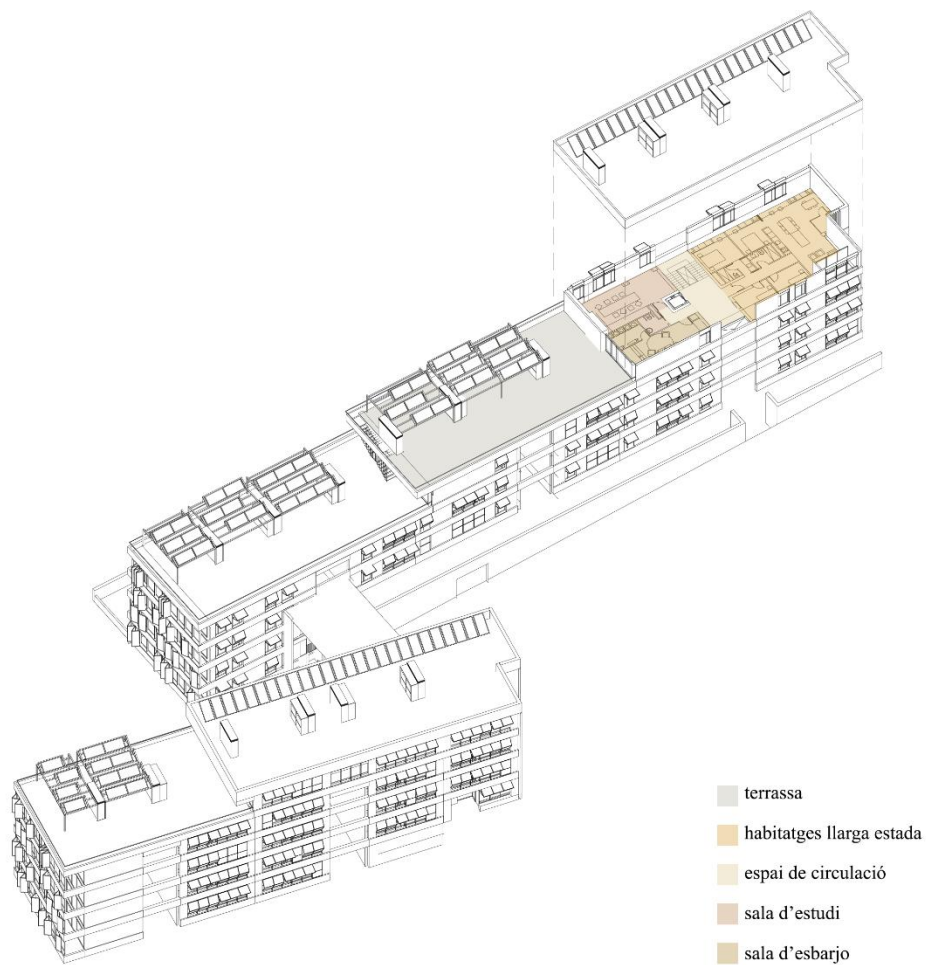 terrassa
habitatges llarga estada
espai de circulació
sala d’estudi
sala d’esbarjo